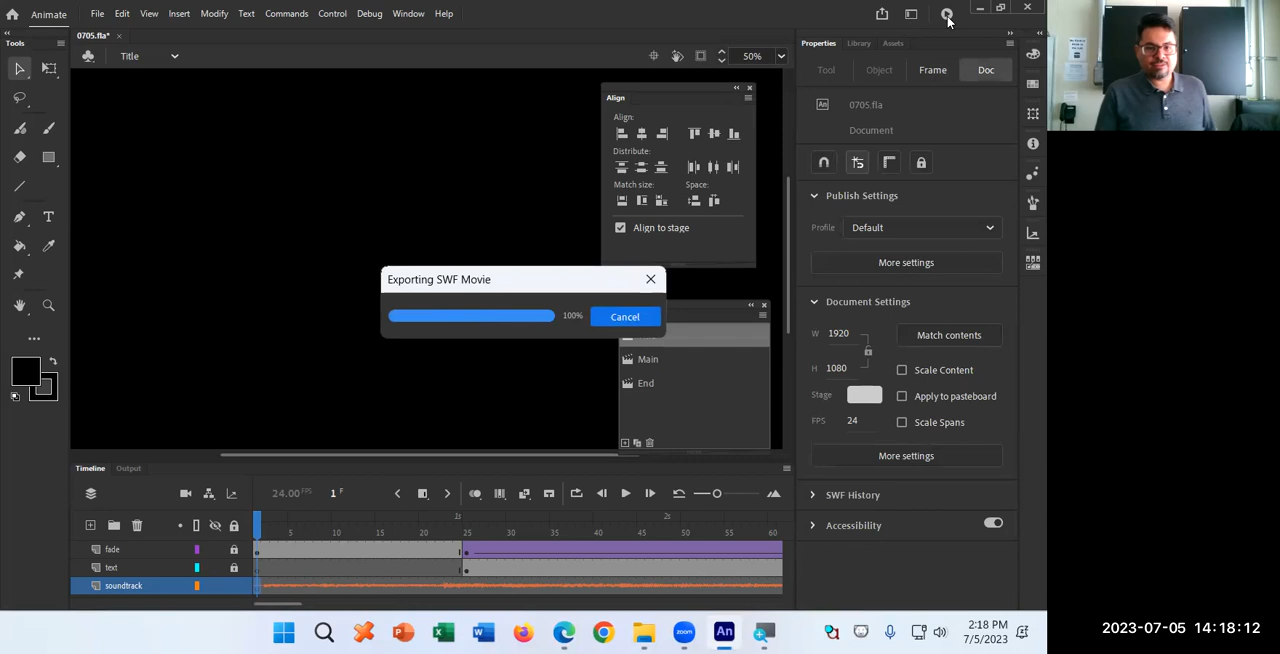 Animate File Edit View Insert Modify Text Commands Control Debug Window Help
0705.fla*
Tools
Title
50%
Properties Library Assets
Tool Object Frame Doc
An 0705.fla
Document
Publish Settings
Profile Default
More settings
Document Settings
W 1920 Match contents
H 1080 Scale Content
Stage Apply to pasteboard
FPS 24 Scale Spans
More settings
SWF History
Accessibility
Align
Align:
Distribute:
Match size: Space:
Align to stage
Exporting SWF Movie
100% Cancel
Main
End
Timeline Output
24.00 FPS 1 F
1s 2s
5 10 15 20 25 30 35 40 45 50 55 60
fade
text
soundtrack
zoom
An
2:18 PM
7/5/2023
2023-07-05 14:18:12